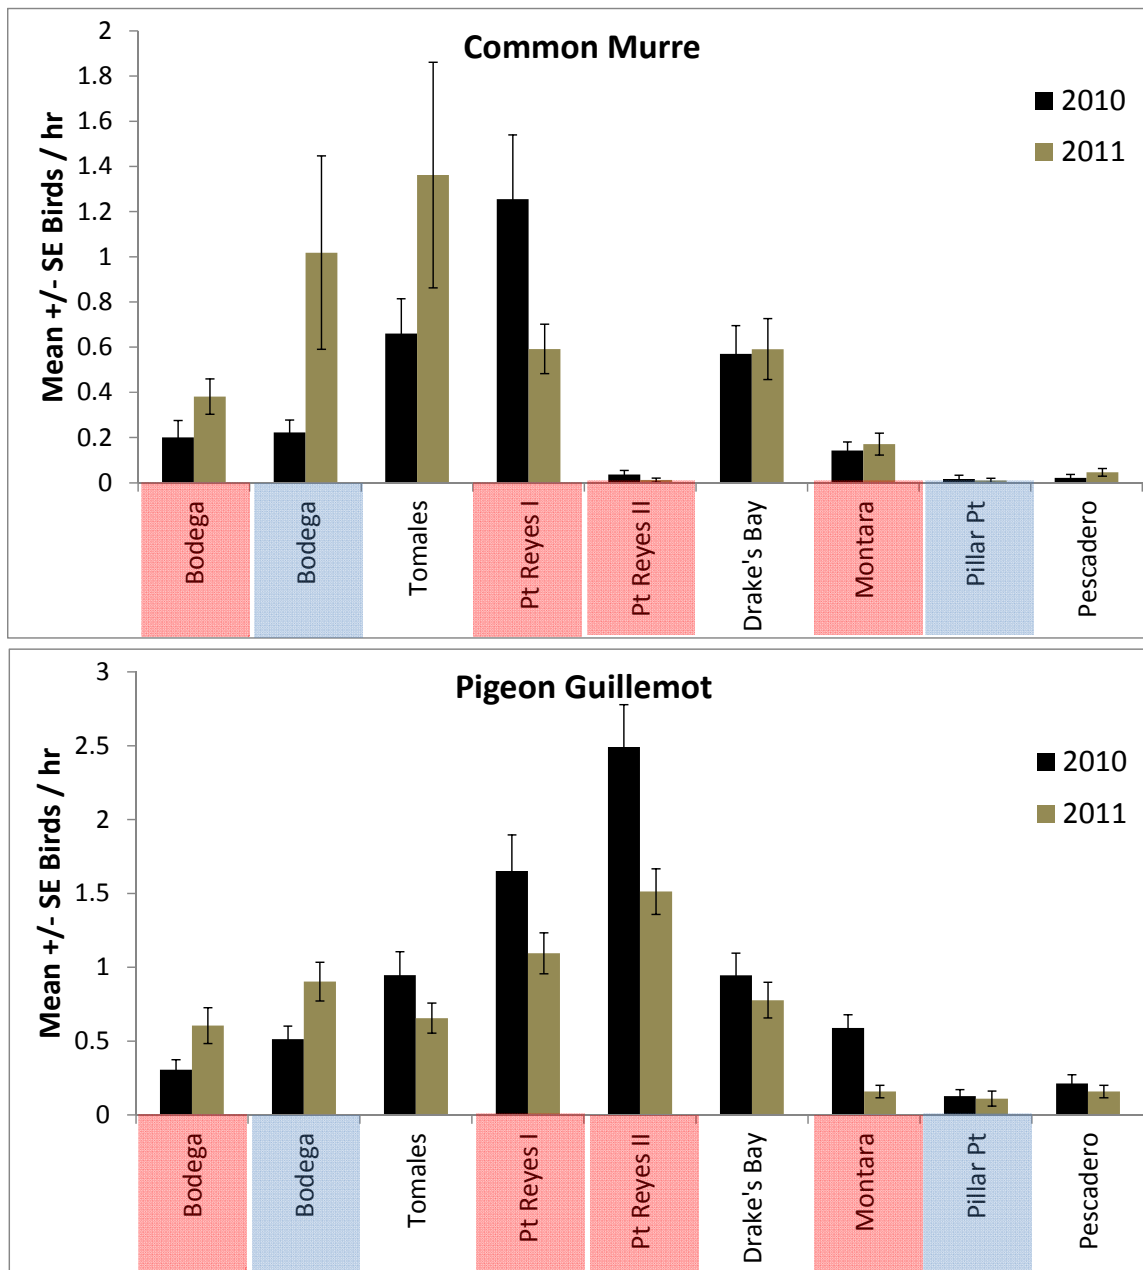 Common Murre
Mean +/- SE Birds / hr
2
1.8
1.6
1.4
1.2
1
0.8
0.6
0.4
0.2
0
2010
2011
Bodega
Bodega
Tomales
Pt Reyes I
Pt Reyes II
Drake's Bay
Montara
Pillar Pt
Pescadero
Pigeon Guillemot
Mean +/- SE Birds / hr
3
2.5
2
1.5
1
0.5
0
2010
2011
Bodega
Bodega
Tomales
Pt Reyes I
Pt Reyes II
Drake's Bay
Montara
Pillar Pt
Pescadero